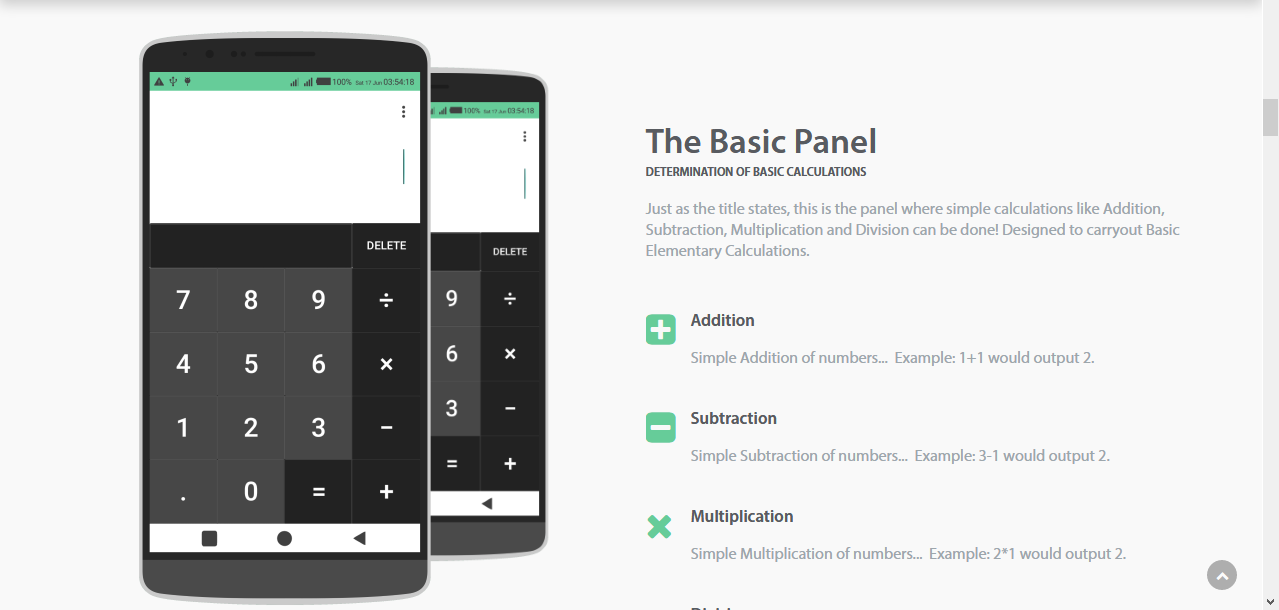 100% Sat 17 Jun 03:54:18
DELETE
7 8 9 ÷
4 5 6 ×
1 2 3 −
. 0 = +
100% Sat 17 Jun 03:54:18
DELETE
9 ÷
6 ×
3 −
= +
The Basic Panel
DETERMINATION OF BASIC CALCULATIONS
Just as the title states, this is the panel where simple calculations like Addition,
Subtraction, Multiplication and Division can be done! Designed to carryout Basic
Elementary Calculations.
Addition
Simple Addition of numbers... Example: 1+1 would output 2.
Subtraction
Simple Subtraction of numbers... Example: 3-1 would output 2.
Multiplication
Simple Multiplication of numbers... Example: 2*1 would output 2.